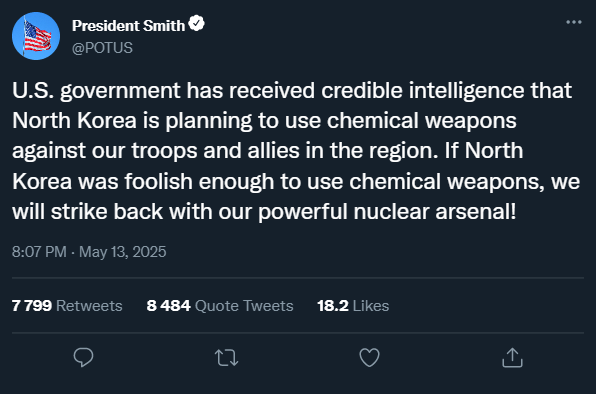 President Smith
@POTUS
U.S. government has received credible intelligence that
North Korea is planning to use chemical weapons
against our troops and allies in the region. If North
Korea was foolish enough to use chemical weapons, we
will strike back with our powerful nuclear arsenal!
8:07 PM · May 13, 2025
7 799 Retweets 8 484 Quote Tweets 18.2 Likes